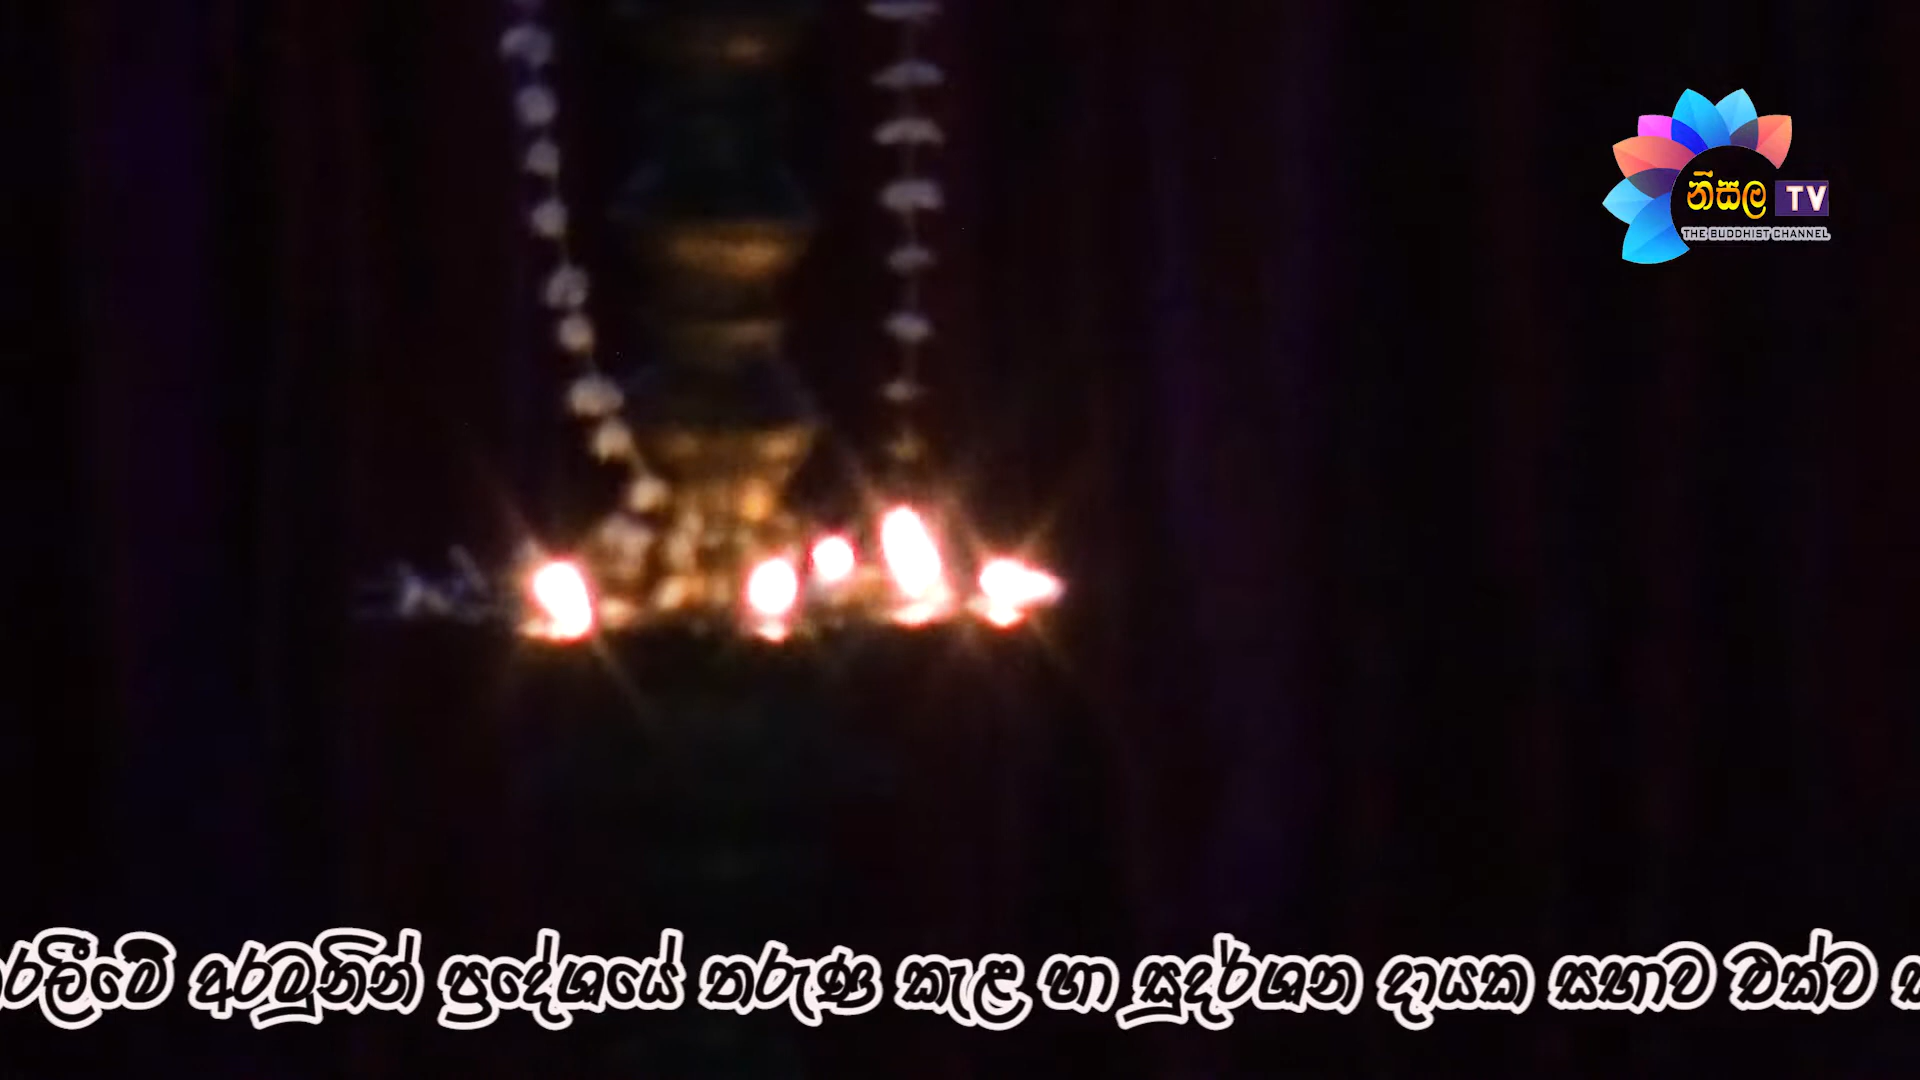 නිසල TV
THE BUDDHIST CHANNEL
අරමුනින් ප්‍රදේශයේ තරුණ කැළ හා සුදර්ශන දායක සභාව එක්ව